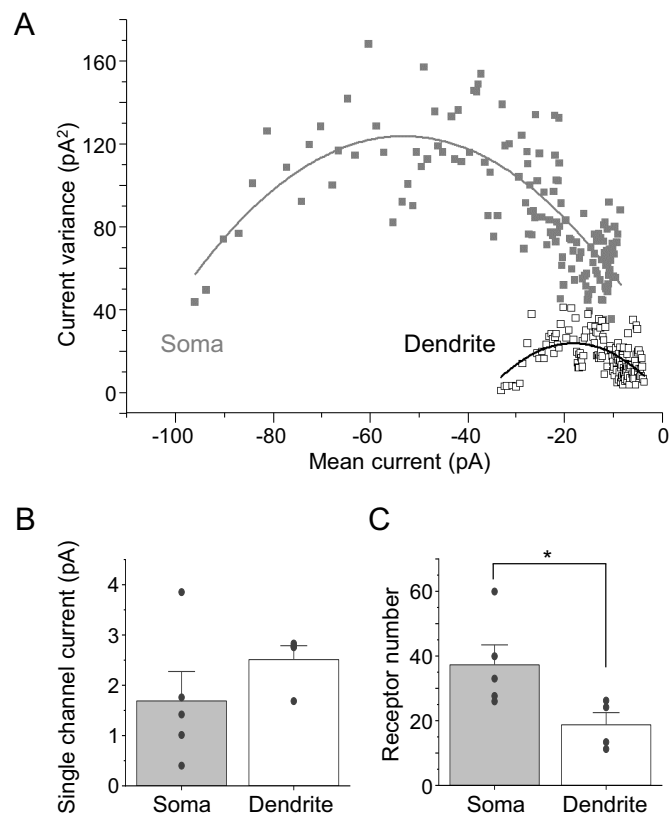 A
Current variance (pA²)
160
120
80
40
0
Soma
Dendrite
-100 -80 -60 -40 -20 0
Mean current (pA)
B
Single channel current (pA)
4
3
2
1
0
Soma Dendrite
C
Receptor number
60
40
20
0
*
Soma Dendrite